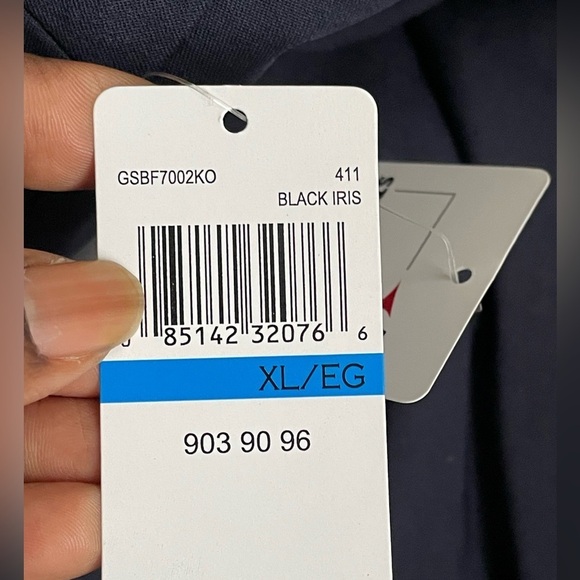 GSBF7002KO 411
BLACK IRIS
85142 32076 6
XL/EG
903 90 96